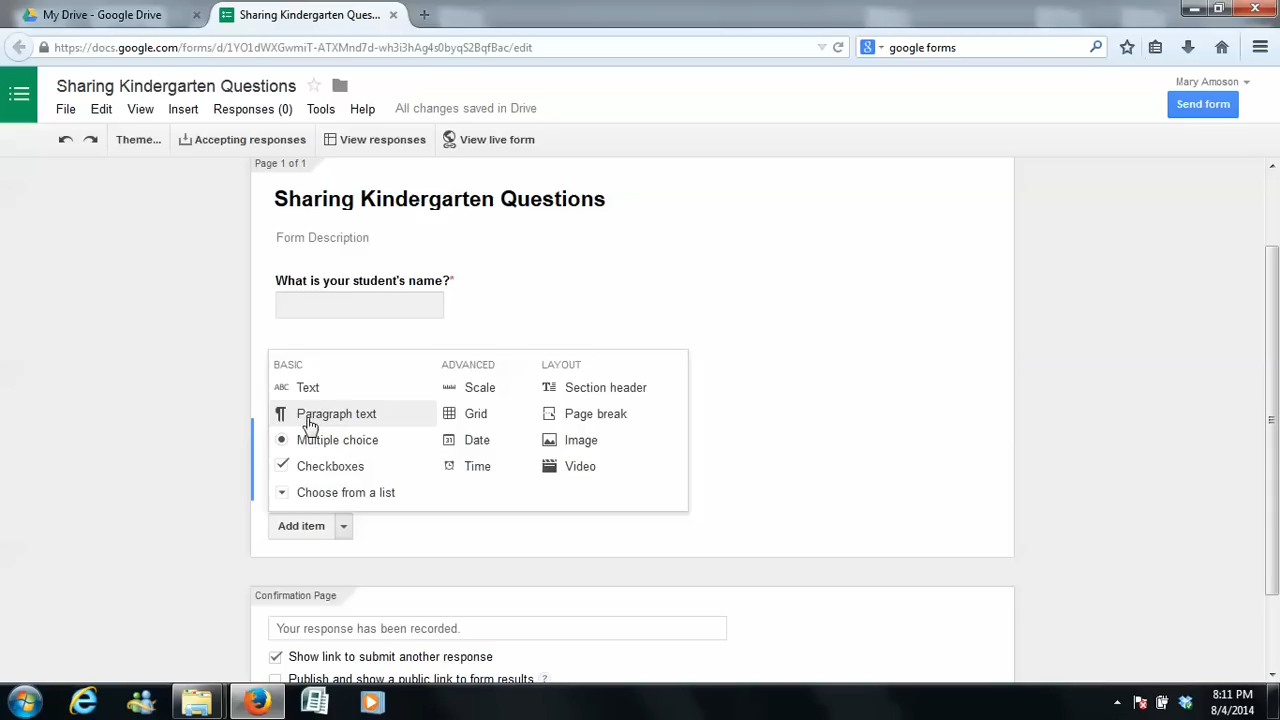 My Drive - Google Drive
Sharing Kindergarten Ques...
https://docs.google.com/forms/d/1YO1dWXGwmiT-ATXMnd7d-wh3i3hAg4s0byqS2BqfBac/edit
google forms
Sharing Kindergarten Questions
Mary Amoson
File Edit View Insert Responses (0) Tools Help All changes saved in Drive
Send form
Theme... Accepting responses View responses View live form
Page 1 of 1
Sharing Kindergarten Questions
Form Description
What is your student's name?*
BASIC ADVANCED LAYOUT
ABC Text Scale Section header
Paragraph text Grid Page break
Multiple choice 31 Date Image
Checkboxes Time Video
Choose from a list
Add item
Confirmation Page
Your response has been recorded.
Show link to submit another response
Publish and show a public link to form results ?
8:11 PM
8/4/2014